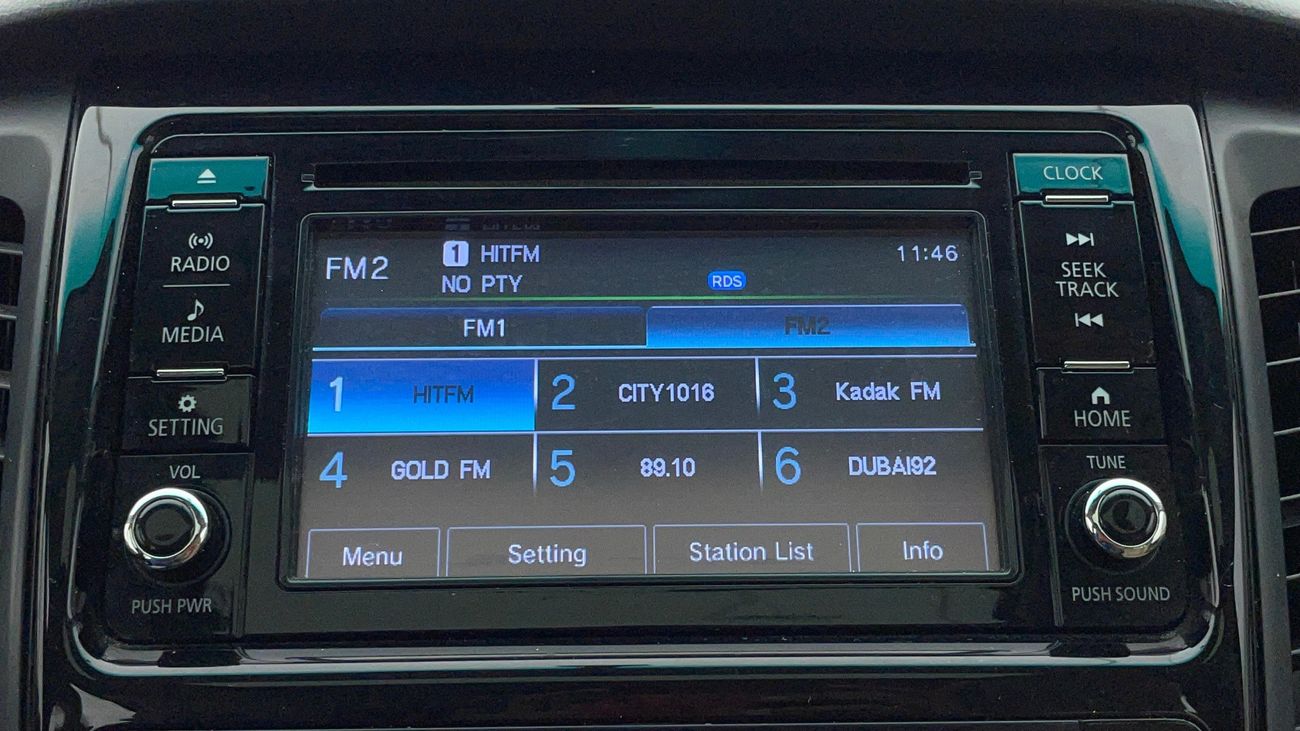 CLOCK
RADIO
MEDIA
SETTING
VOL
PUSH PWR
FM2
1 HITFM
11:46
NO PTY
RDS
FM1
FM2
1 HITFM
2 CITY1016
3 Kadak FM
4 GOLD FM
5 89.10
6 DUBAI92
Menu
Setting
Station List
Info
SEEK
TRACK
HOME
TUNE
PUSH SOUND